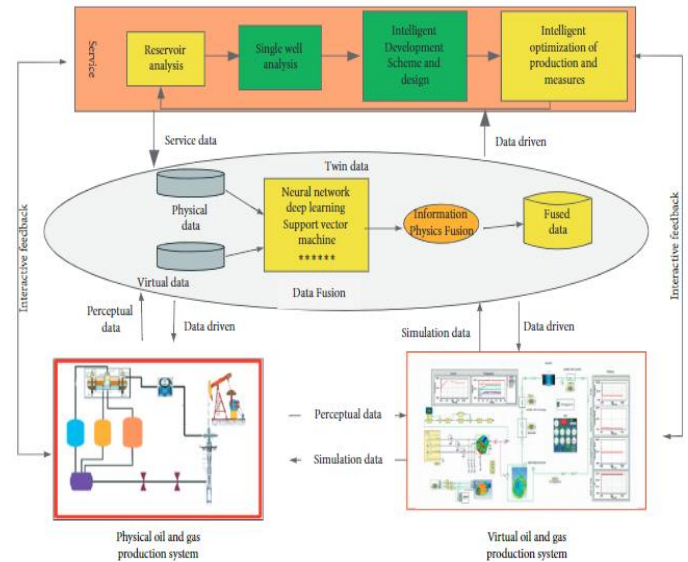 Service
Reservoir
analysis
Single well
analysis
Intelligent
Development
Scheme and
design
Intelligent
optimization of
production and
measures
Service data
Data driven
Interactive feedback
Interactive feedback
Twin data
Physical
data
Virtual data
Neural network
deep learning
Support vector
machine
******
Information
Physics Fusion
Fused
data
Data Fusion
Perceptual
data
Data driven
Simulation data
Data driven
Perceptual data
Simulation data
Physical oil and gas
production system
Virtual oil and gas
production system